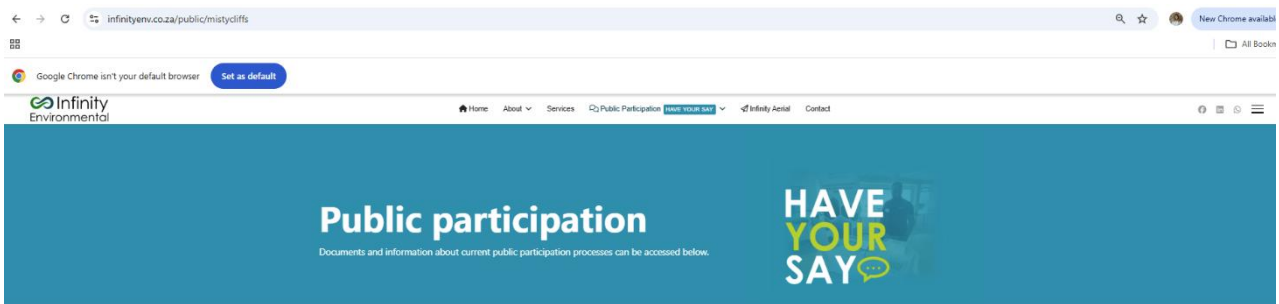 infinityenv.co.za/public/mistycliffs
New Chrome availabl
All Bookm
Google Chrome isn't your default browser Set as default
Infinity
Environmental
Home About Services Public Participation HAVE YOUR SAY Infinity Aerial Contact
Public participation
Documents and information about current public participation processes can be accessed below.
HAVE
YOUR
SAY